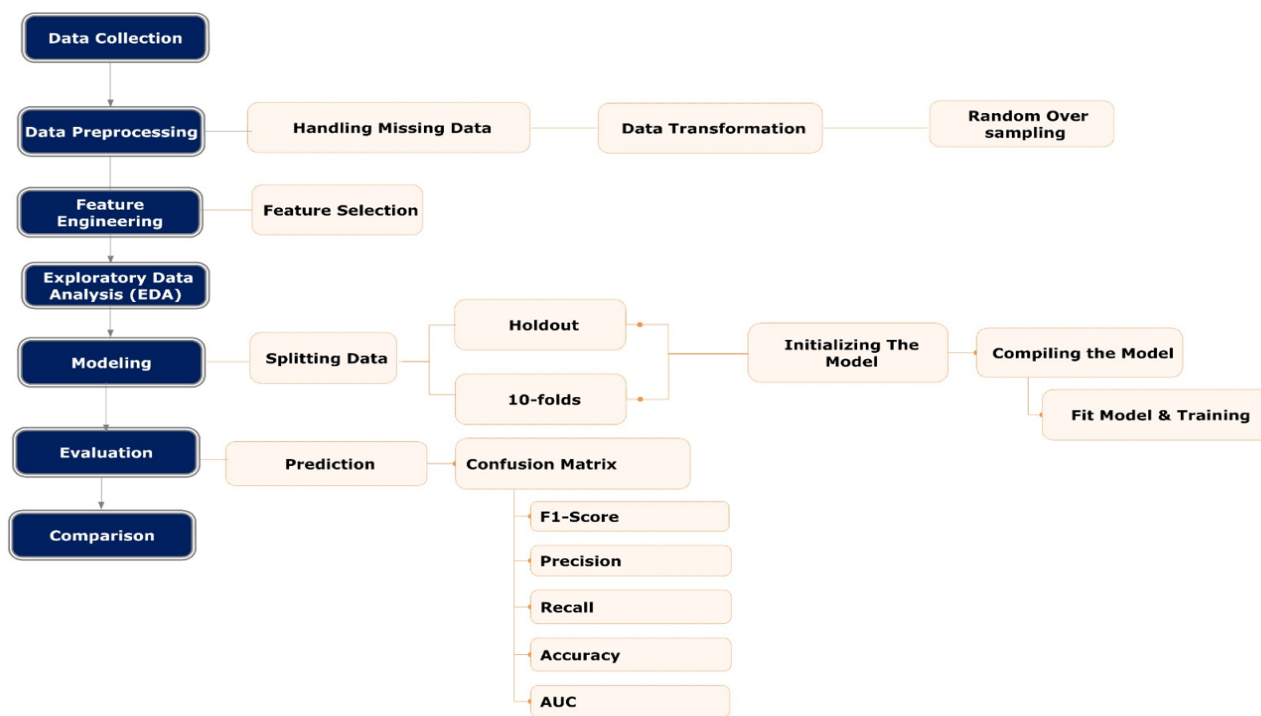 Data Collection
Data Preprocessing
Handling Missing Data
Data Transformation
Random Over
sampling
Feature
Engineering
Feature Selection
Exploratory Data
Analysis (EDA)
Modeling
Splitting Data
Holdout
10-folds
Initializing The
Model
Compiling the Model
Fit Model & Training
Evaluation
Prediction
Confusion Matrix
F1-Score
Precision
Recall
Accuracy
AUC
Comparison